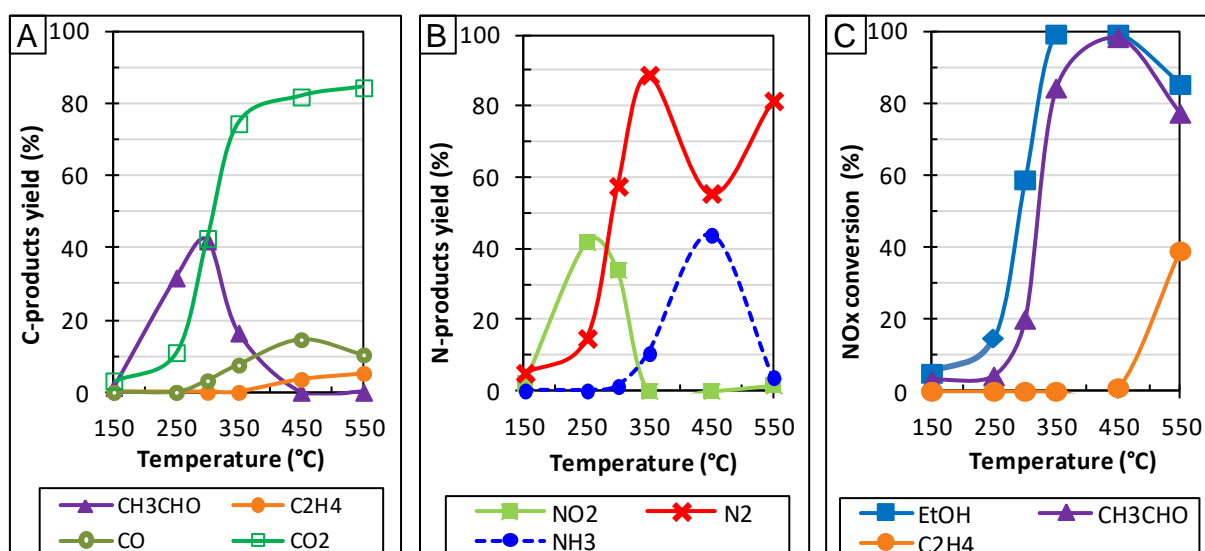 A
C-products yield (%)
100
80
60
40
20
0
150 250 350 450 550
Temperature (°C)
CH3CHO C2H4
CO CO2
B
N-products yield (%)
100
80
60
40
20
0
150 250 350 450 550
Temperature (°C)
NO2 N2
NH3
C
NOx conversion (%)
100
80
60
40
20
0
150 250 350 450 550
Temperature (°C)
EtOH CH3CHO
C2H4